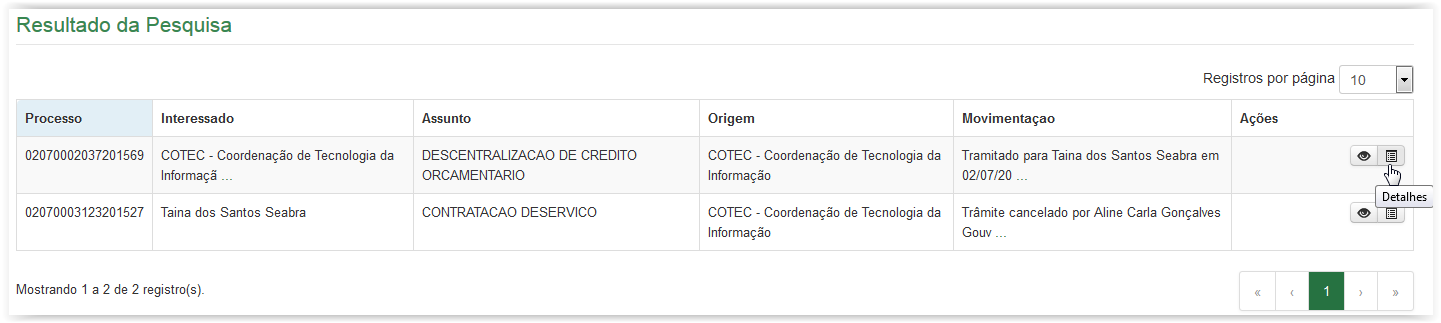 Resultado da Pesquisa
Registros por página 10
Processo Interessado Assunto Origem Movimentaçao Ações
02070002037201569 COTEC - Coordenação de Tecnologia da DESCENTRALIZACAO DE CREDITO COTEC - Coordenação de Tecnologia da Tramitado para Taina dos Santos Seabra em
Informaçã ... ORCAMENTARIO Informação 02/07/20 ...
Detalhes
02070003123201527 Taina dos Santos Seabra CONTRATACAO DESERVICO COTEC - Coordenação de Tecnologia da Trâmite cancelado por Aline Carla Gonçalves
Informação Gouv ...
Mostrando 1 a 2 de 2 registro(s).
« ‹ 1 › »